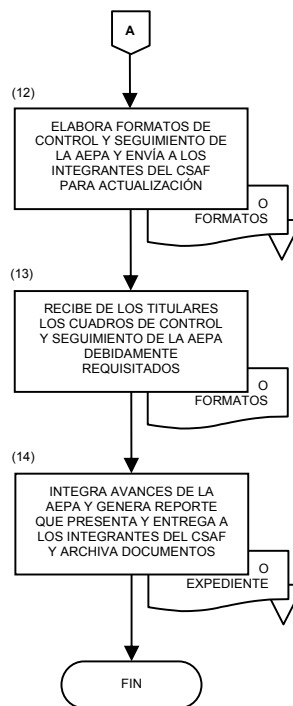 A
(12)
ELABORA FORMATOS DE
CONTROL Y SEGUIMIENTO DE
LA AEPA Y ENVÍA A LOS
INTEGRANTES DEL CSAF
PARA ACTUALIZACIÓN
O
FORMATOS
(13)
RECIBE DE LOS TITULARES
LOS CUADROS DE CONTROL
Y SEGUIMIENTO DE LA AEPA
DEBIDAMENTE
REQUISITADOS
O
FORMATOS
(14)
INTEGRA AVANCES DE LA
AEPA Y GENERA REPORTE
QUE PRESENTA Y ENTREGA A
LOS INTEGRANTES DEL CSAF
Y ARCHIVA DOCUMENTOS
O
EXPEDIENTE
FIN